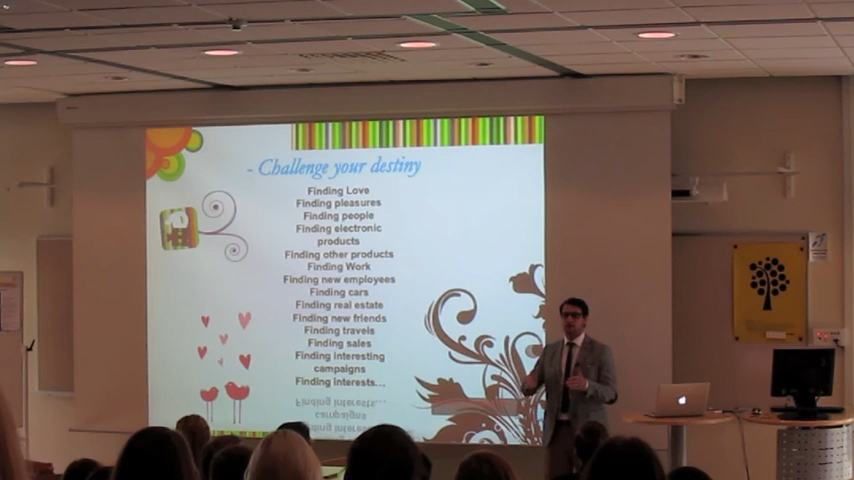 - Challenge your destiny
Finding Love
Finding pleasures
Finding people
Finding electronic
products
Finding other products
Finding Work
Finding new employees
Finding cars
Finding real estate
Finding new friends
Finding travels
Finding sales
Finding interesting
campaigns
Finding interests...